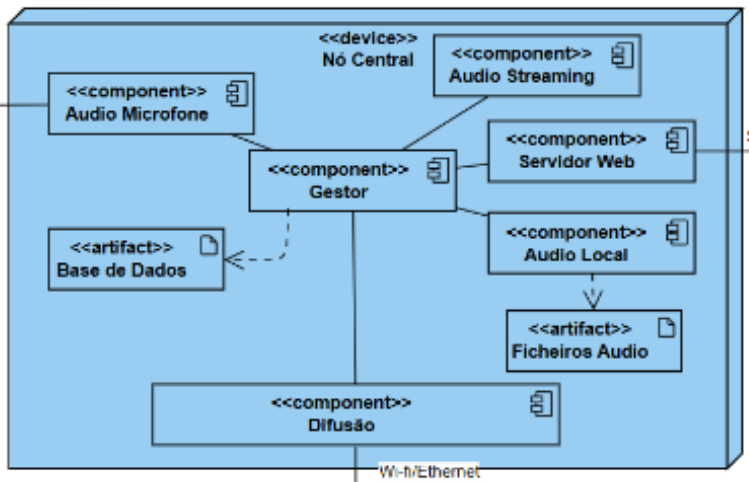 <<device>>
Nó Central
<<component>>
Audio Streaming
<<component>>
Audio Microfone
<<component>>
Servidor Web
<<component>>
Gestor
<<component>>
Audio Local
<<artifact>>
Base de Dados
<<artifact>>
Ficheiros Audio
<<component>>
Difusão
Wi-fi/Ethernet